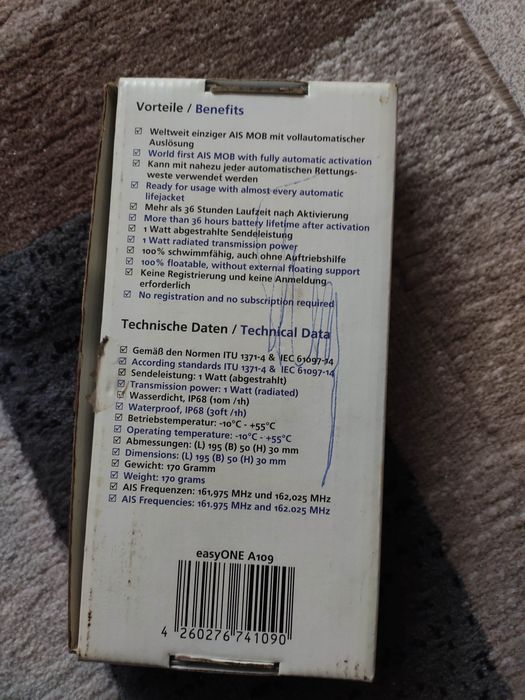 Vorteile / Benefits
☑ Weltweit einziger AIS MOB mit vollautomatischer
Auslösung
☑ World first AIS MOB with fully automatic activation
☑ Kann mit nahezu jeder automatischen Rettungs-
weste verwendet werden
☑ Ready for usage with almost every automatic
lifejacket
☑ Mehr als 36 Stunden Laufzeit nach Aktivierung
☑ More than 36 hours battery lifetime after activation
☑ 1 Watt abgestrahlte Sendeleistung
☑ 1 Watt radiated transmission power
☑ 100% schwimmfähig, auch ohne Auftriebshilfe
☑ 100% floatable, without external floating support
☑ Keine Registrierung und keine Anmeldung
erforderlich
☑ No registration and no subscription required
Technische Daten / Technical Data
☑ Gemäß den Normen ITU 1371-4 & IEC 61097-14
☑ According standards ITU 1371-4 & IEC 61097-14
☑ Sendeleistung: 1 Watt (abgestrahlt)
☑ Transmission power: 1 Watt (radiated)
☑ Wasserdicht, IP68 (10m /1h)
☑ Waterproof, IP68 (30ft /1h)
☑ Betriebstemperatur: -10°C - +55°C
☑ Operating temperature: -10°C - +55°C
☑ Abmessungen: (L) 195 (B) 50 (H) 30 mm
☑ Dimensions: (L) 195 (B) 50 (H) 30 mm
☑ Gewicht: 170 Gramm
☑ Weight: 170 grams
☑ AIS Frequenzen: 161,975 MHz und 162,025 MHz
☑ AIS Frequencies: 161.975 MHz and 162.025 MHz
easyONE A109
4 260276 741090